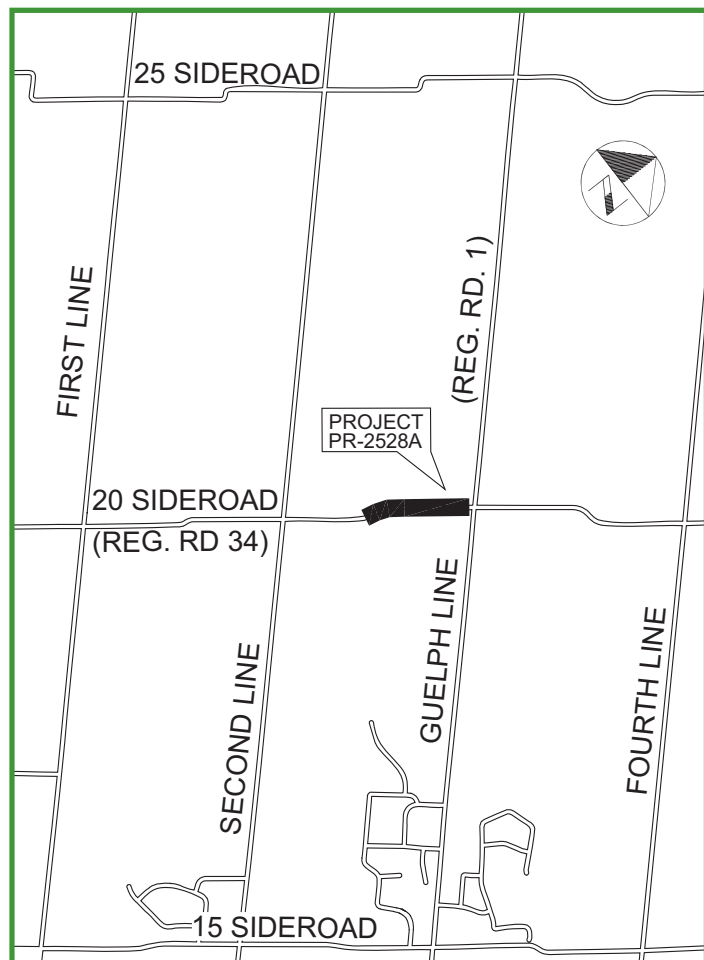 25 SIDEROAD
FIRST LINE
(REG. RD. 1)
PROJECT
PR-2528A
20 SIDEROAD
(REG. RD 34)
SECOND LINE
GUELPH LINE
FOURTH LINE
15 SIDEROAD
N